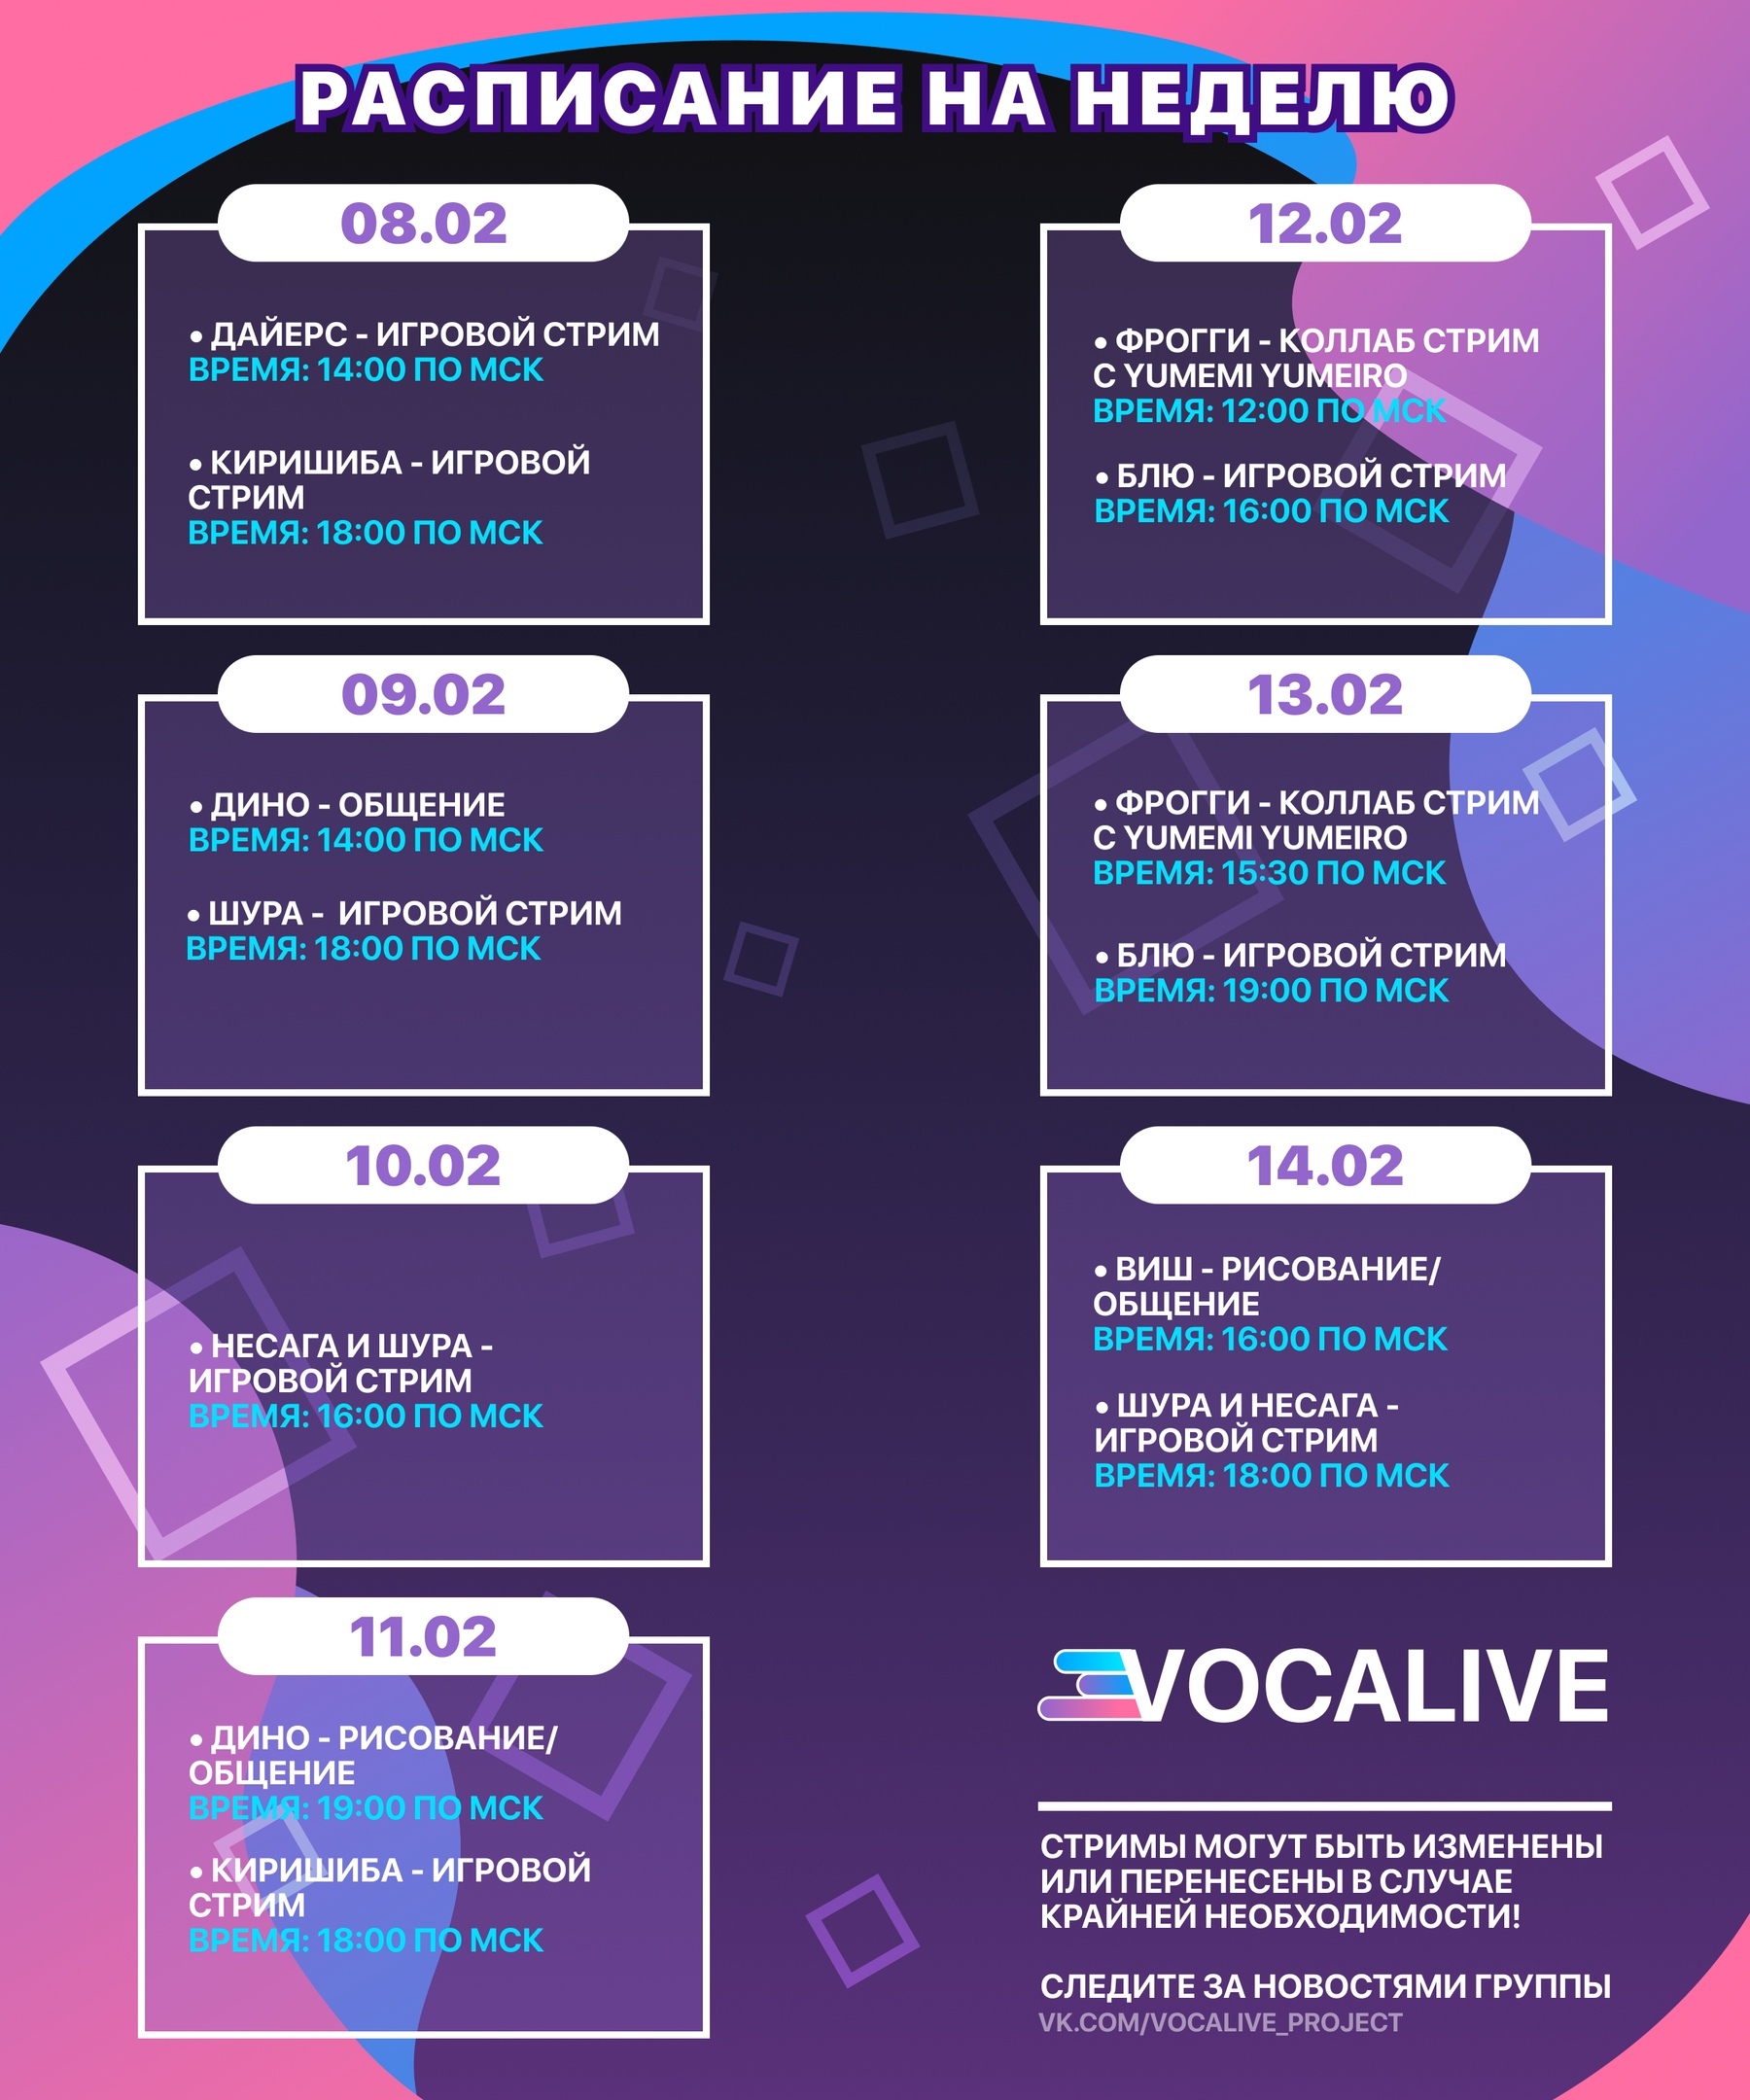 РАСПИСАНИЕ НА НЕДЕЛЮ
08.02
• ДАЙЕРС - ИГРОВОЙ СТРИМ
ВРЕМЯ: 14:00 ПО МСК
• КИРИШИБА - ИГРОВОЙ
СТРИМ
ВРЕМЯ: 18:00 ПО МСК
09.02
• ДИНО - ОБЩЕНИЕ
ВРЕМЯ: 14:00 ПО МСК
• ШУРА - ИГРОВОЙ СТРИМ
ВРЕМЯ: 18:00 ПО МСК
10.02
• НЕСАГА И ШУРА -
ИГРОВОЙ СТРИМ
ВРЕМЯ: 16:00 ПО МСК
11.02
• ДИНО - РИСОВАНИЕ/
ОБЩЕНИЕ
ВРЕМЯ: 19:00 ПО МСК
• КИРИШИБА - ИГРОВОЙ
СТРИМ
ВРЕМЯ: 18:00 ПО МСК
12.02
• ФРОГГИ - КОЛЛАБ СТРИМ
С YUMEMI YUMEIRO
ВРЕМЯ: 12:00 ПО МСК
• БЛЮ - ИГРОВОЙ СТРИМ
ВРЕМЯ: 16:00 ПО МСК
13.02
• ФРОГГИ - КОЛЛАБ СТРИМ
С YUMEMI YUMEIRO
ВРЕМЯ: 15:30 ПО МСК
• БЛЮ - ИГРОВОЙ СТРИМ
ВРЕМЯ: 19:00 ПО МСК
14.02
• ВИШ - РИСОВАНИЕ/
ОБЩЕНИЕ
ВРЕМЯ: 16:00 ПО МСК
• ШУРА И НЕСАГА -
ИГРОВОЙ СТРИМ
ВРЕМЯ: 18:00 ПО МСК
VOCALIVE
СТРИМЫ МОГУТ БЫТЬ ИЗМЕНЕНЫ
ИЛИ ПЕРЕНЕСЕНЫ В СЛУЧАЕ
КРАЙНЕЙ НЕОБХОДИМОСТИ!
СЛЕДИТЕ ЗА НОВОСТЯМИ ГРУППЫ
VK.COM/VOCALIVE_PROJECT